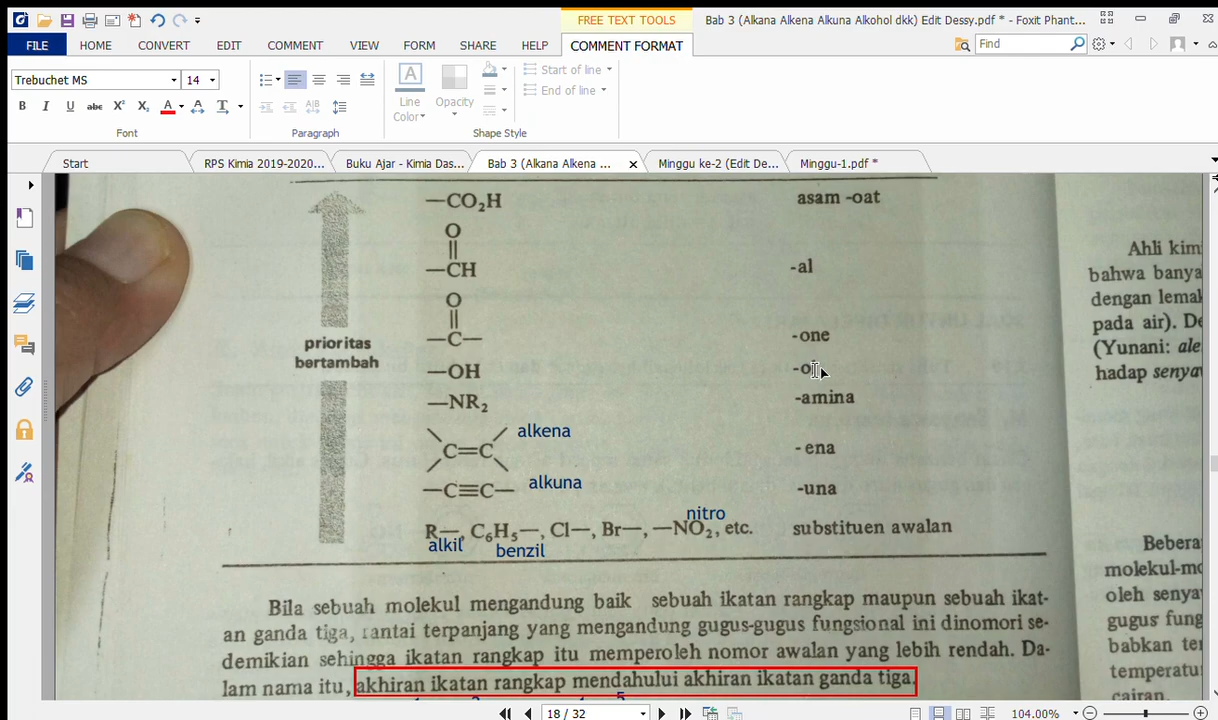 FREE TEXT TOOLS
Bab 3 (Alkana Alkena Alkuna Alkohol dkk) Edit Dessy.pdf * - Foxit Phant...
FILE HOME CONVERT EDIT COMMENT VIEW FORM SHARE HELP COMMENT FORMAT
Find
Trebuchet MS 14
Start of line
End of line
Line Color
Opacity
Font Paragraph Shape Style
Start RPS Kimia 2019-2020... Buku Ajar - Kimia Das... Bab 3 (Alkana Alkena ... Minggu ke-2 (Edit De... Minggu-1.pdf *
—CO₂H asam -oat
O
—CH -al
O
—C— -one
prioritas
bertambah
—OH
—NR₂ -amina
alkena
C=C - ena
—C≡C— alkuna -una
nitro
R—, C₆H₅—, Cl—, Br—, —NO₂, etc. substituen awalan
alkil benzil
Bila sebuah molekul mengandung baik sebuah ikatan rangkap maupun sebuah ikat-
an ganda tiga, rantai terpanjang yang mengandung gugus-gugus fungsional ini dinomori se-
demikian sehingga ikatan rangkap itu memperoleh nomor awalan yang lebih rendah. Da-
lam nama itu, akhiran ikatan rangkap mendahului akhiran ikatan ganda tiga.
Ahli kim
bahwa banya
dengan lemak
pada air). De
(Yunani: ale
hadap senya
Bebera
molekul-mo
oleh senya
gugus fung
babkan ter
temperatu
cairan.
18 / 32
104.00%